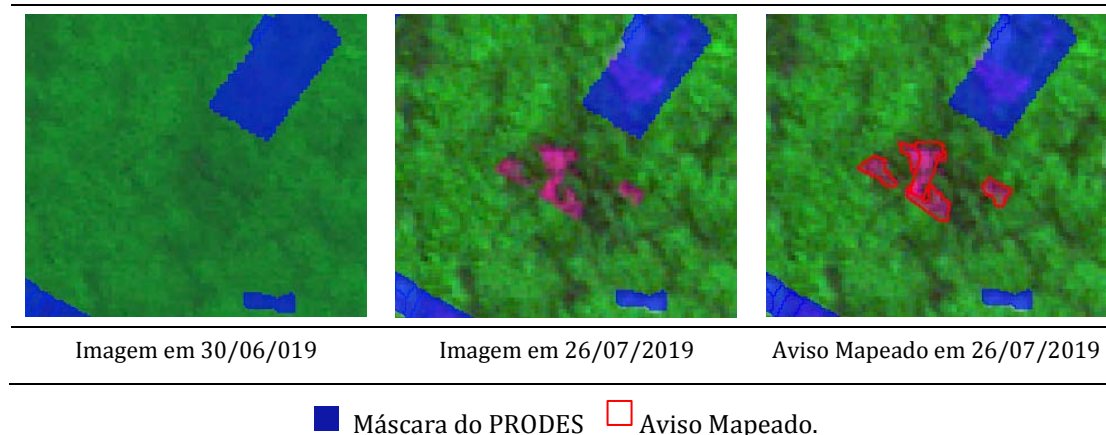 Imagem em 30/06/019
Imagem em 26/07/2019
Aviso Mapeado em 26/07/2019
Máscara do PRODES
Aviso Mapeado.